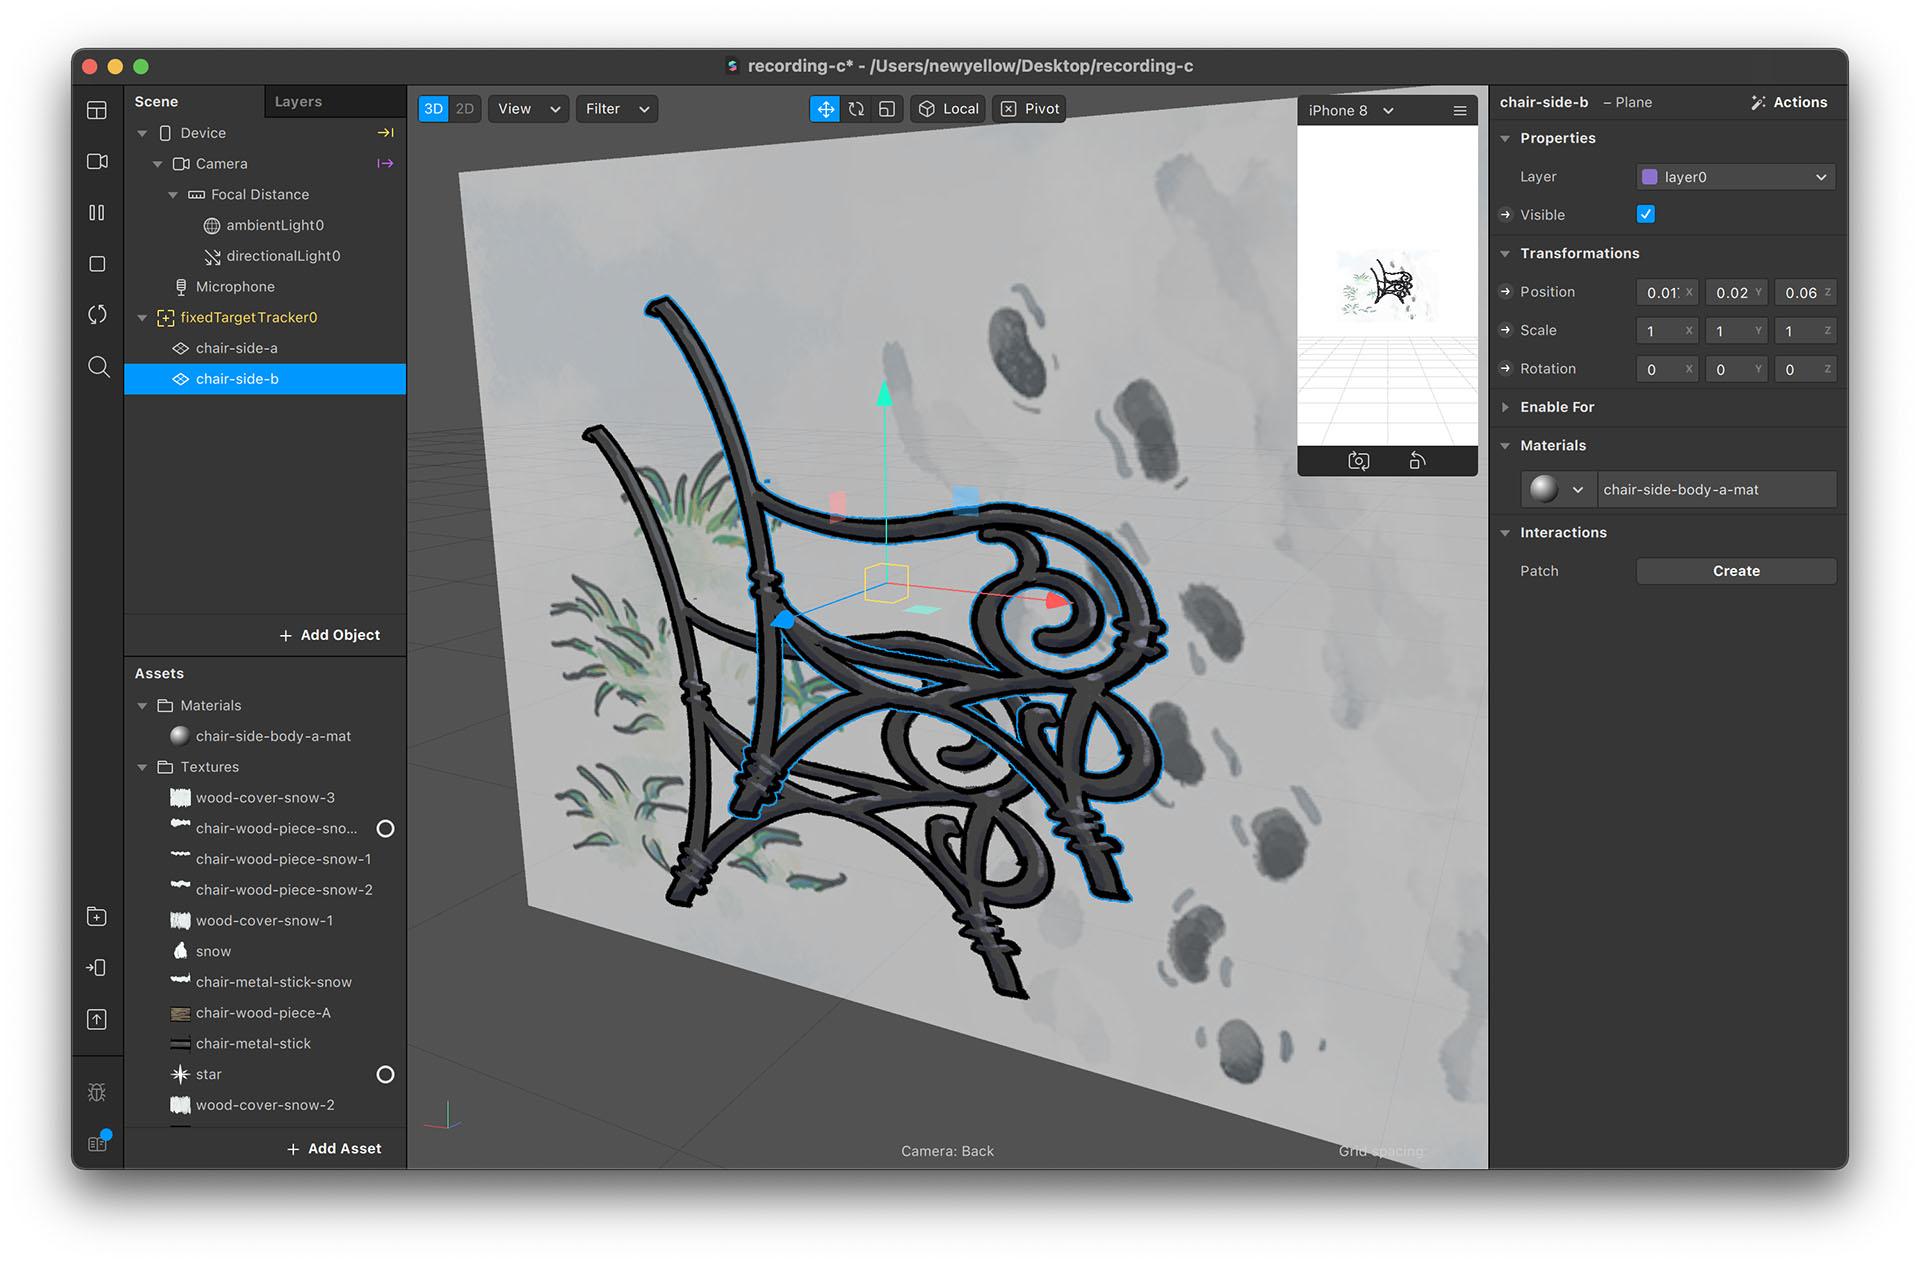 recording-c* - /Users/newyellow/Desktop/recording-c
Scene
Layers
Device
Camera
Focal Distance
ambientLight0
directionalLight0
Microphone
fixedTargetTracker0
chair-side-a
chair-side-b
+ Add Object
Assets
Materials
chair-side-body-a-mat
Textures
wood-cover-snow-3
chair-wood-piece-sno...
chair-wood-piece-snow-1
chair-wood-piece-snow-2
wood-cover-snow-1
snow
chair-metal-stick-snow
chair-wood-piece-A
chair-metal-stick
star
wood-cover-snow-2
+ Add Asset
3D 2D View Filter
Local Pivot
iPhone 8
Camera: Back
Grid spacing:
chair-side-b – Plane Actions
Properties
Layer layer0
Visible
Transformations
Position 0.01 X 0.02 Y 0.06 Z
Scale 1 X 1 Y 1 Z
Rotation 0 X 0 Y 0 Z
Enable For
Materials
chair-side-body-a-mat
Interactions
Patch Create